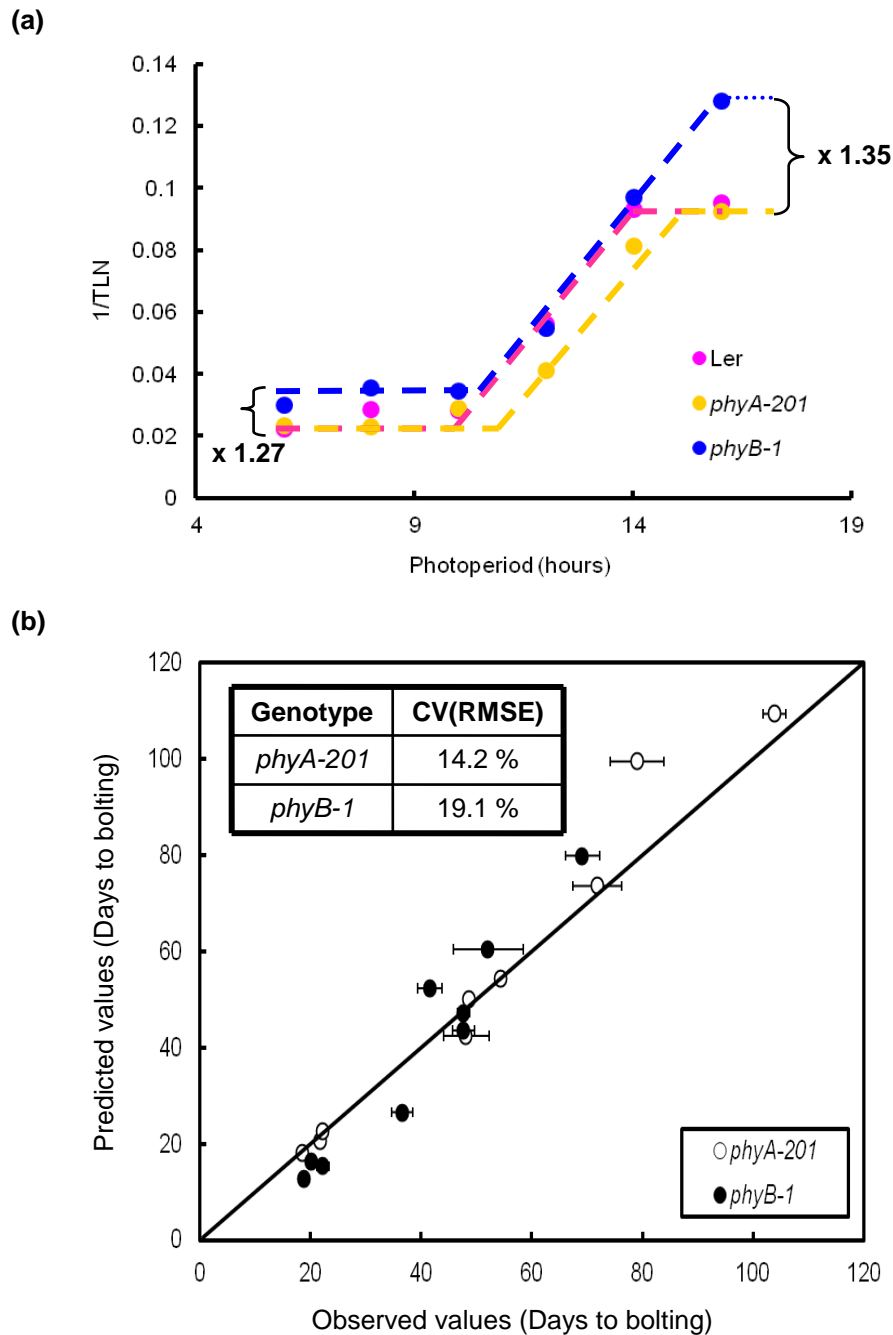 (a)
0.14
0.12
0.1
0.08
0.06
0.04
0.02
0
1/TLN
x 1.35
x 1.27
Ler
phyA-201
phyB-1
4
9
14
19
Photoperiod (hours)
(b)
120
100
80
60
40
20
0
Predicted values (Days to bolting)
Genotype CV(RMSE)
phyA-201 14.2 %
phyB-1 19.1 %
phyA-201
phyB-1
0
20
40
60
80
100
120
Observed values (Days to bolting)